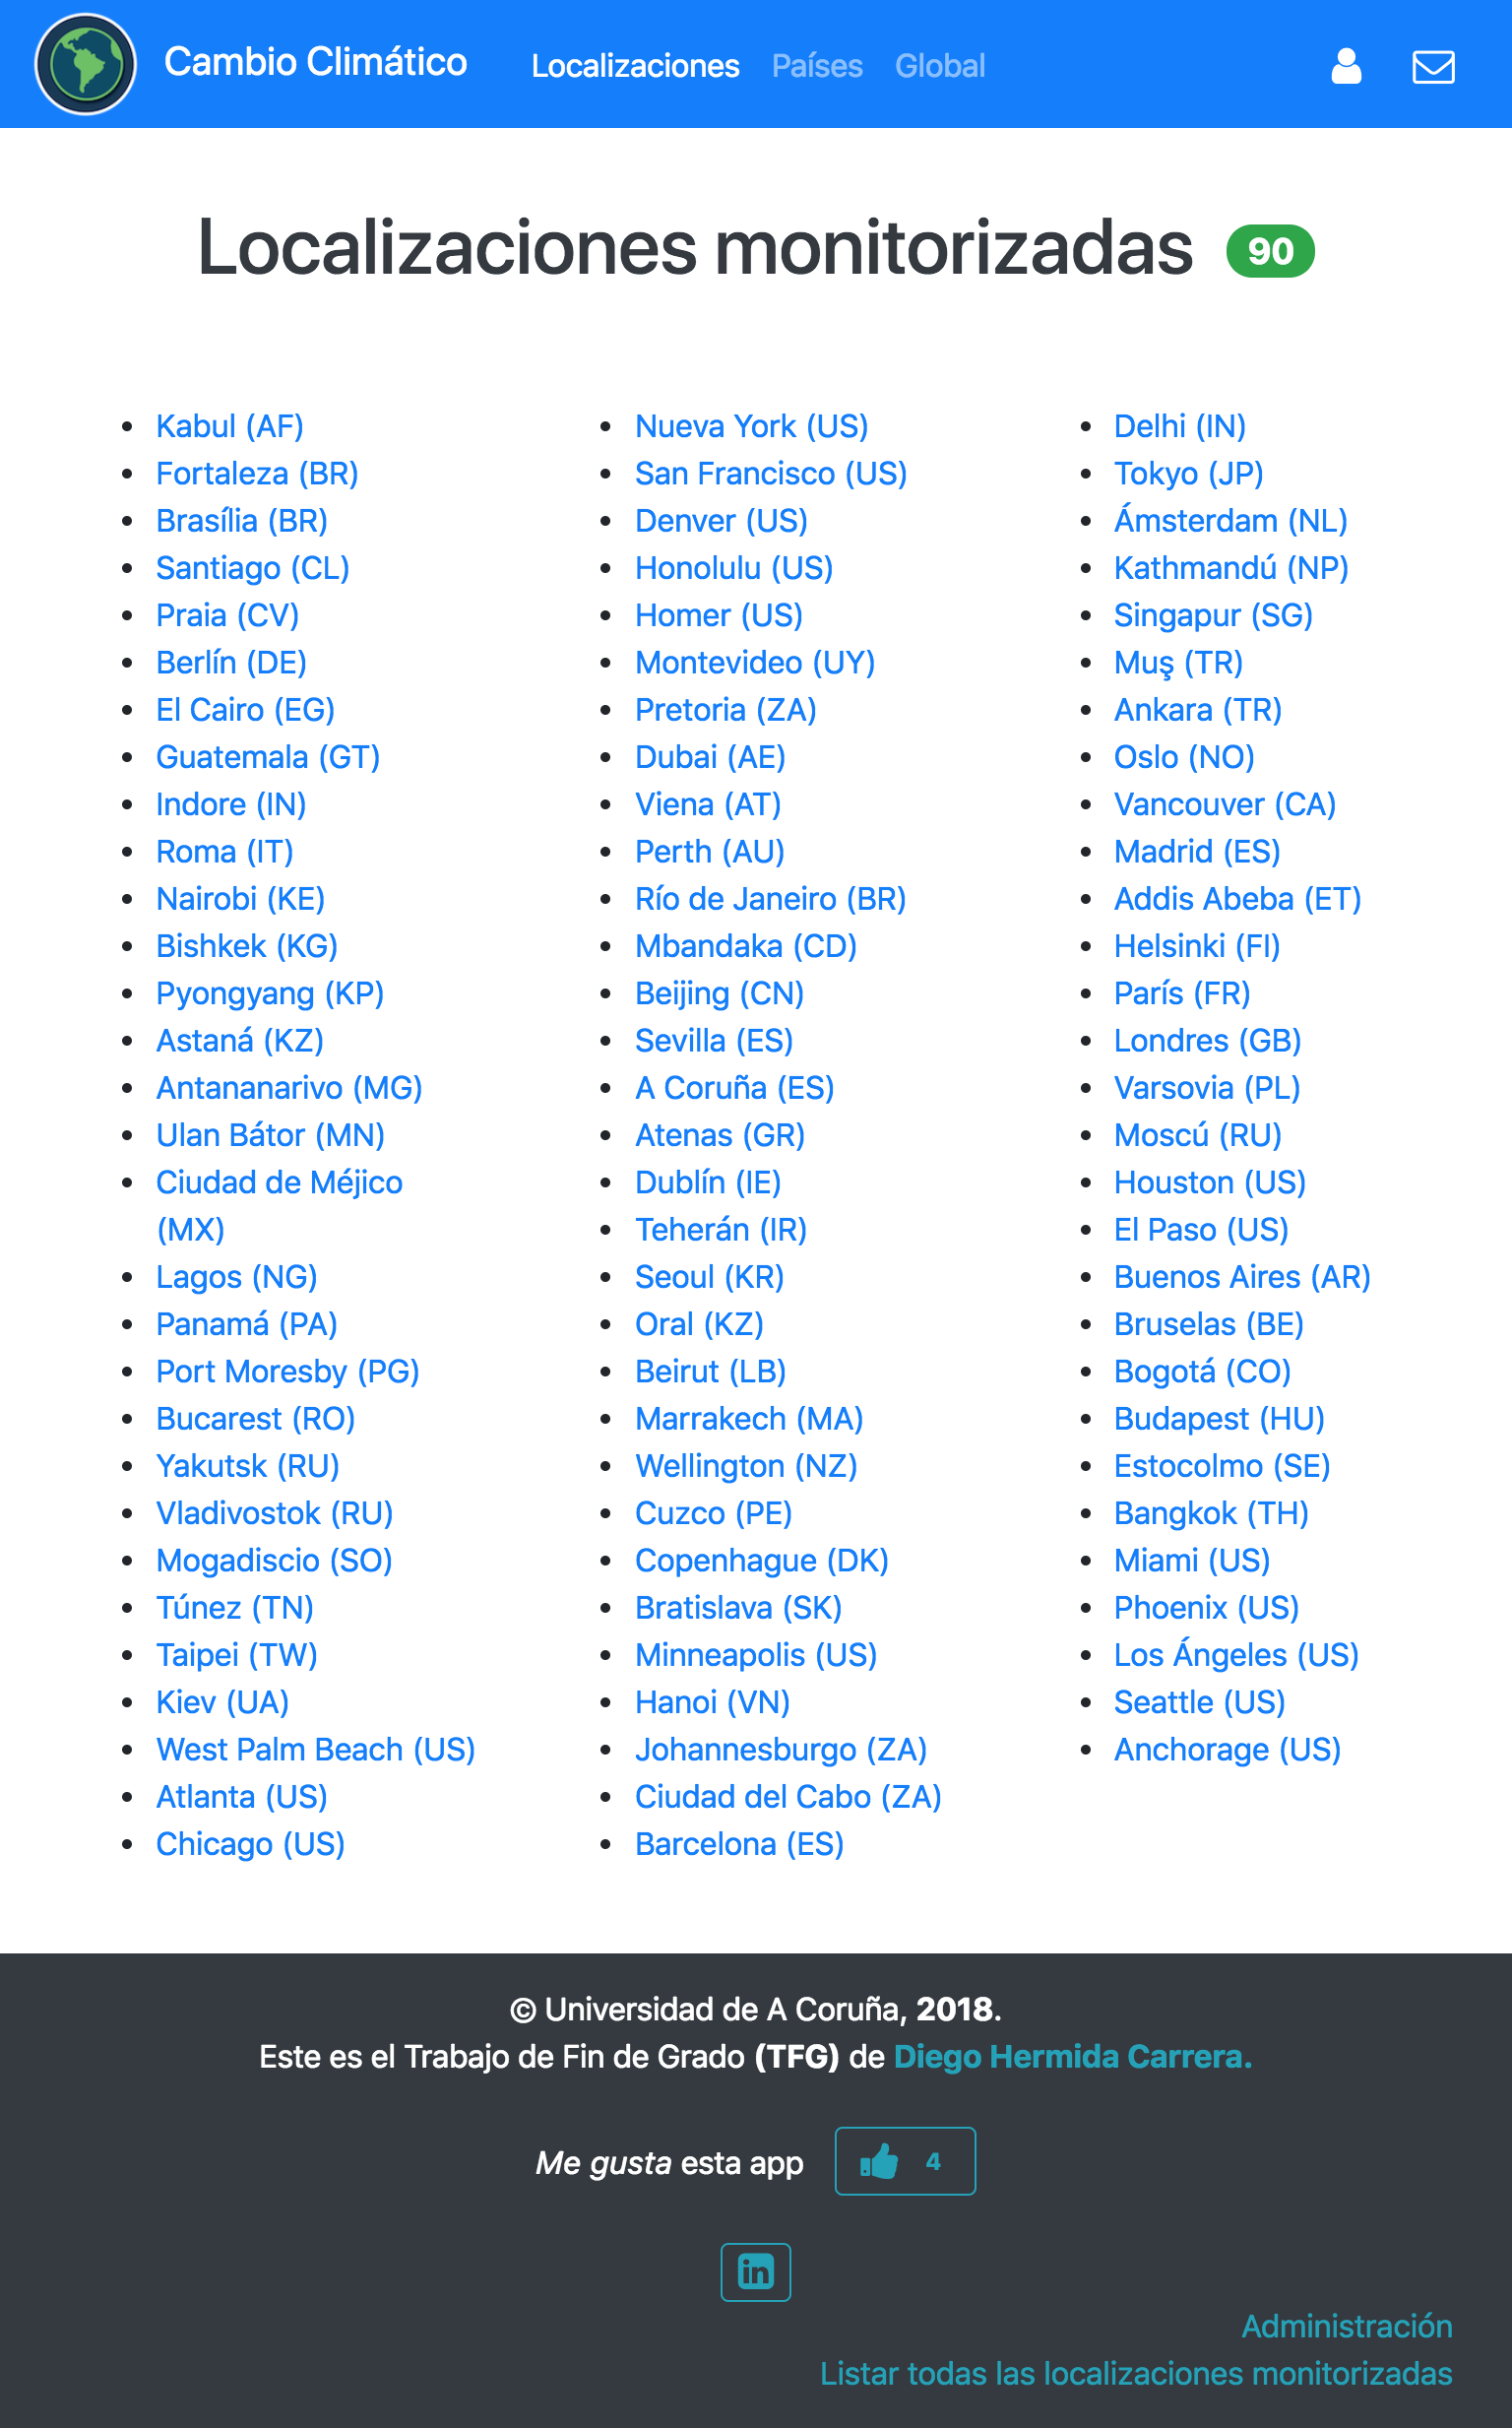 Cambio Climático
Localizaciones
Países
Global
Localizaciones monitorizadas 90
Kabul (AF)
Fortaleza (BR)
Brasília (BR)
Santiago (CL)
Praia (CV)
Berlín (DE)
El Cairo (EG)
Guatemala (GT)
Indore (IN)
Roma (IT)
Nairobi (KE)
Bishkek (KG)
Pyongyang (KP)
Astaná (KZ)
Antananarivo (MG)
Ulan Bátor (MN)
Ciudad de Méjico
(MX)
Lagos (NG)
Panamá (PA)
Port Moresby (PG)
Bucarest (RO)
Yakutsk (RU)
Vladivostok (RU)
Mogadiscio (SO)
Túnez (TN)
Taipei (TW)
Kiev (UA)
West Palm Beach (US)
Atlanta (US)
Chicago (US)
Nueva York (US)
San Francisco (US)
Denver (US)
Honolulu (US)
Homer (US)
Montevideo (UY)
Pretoria (ZA)
Dubai (AE)
Viena (AT)
Perth (AU)
Río de Janeiro (BR)
Mbandaka (CD)
Beijing (CN)
Sevilla (ES)
A Coruña (ES)
Atenas (GR)
Dublín (IE)
Teherán (IR)
Seoul (KR)
Oral (KZ)
Beirut (LB)
Marrakech (MA)
Wellington (NZ)
Cuzco (PE)
Copenhague (DK)
Bratislava (SK)
Minneapolis (US)
Hanoi (VN)
Johannesburgo (ZA)
Ciudad del Cabo (ZA)
Barcelona (ES)
Delhi (IN)
Tokyo (JP)
Ámsterdam (NL)
Kathmandú (NP)
Singapur (SG)
Muş (TR)
Ankara (TR)
Oslo (NO)
Vancouver (CA)
Madrid (ES)
Addis Abeba (ET)
Helsinki (FI)
París (FR)
Londres (GB)
Varsovia (PL)
Moscú (RU)
Houston (US)
El Paso (US)
Buenos Aires (AR)
Bruselas (BE)
Bogotá (CO)
Budapest (HU)
Estocolmo (SE)
Bangkok (TH)
Miami (US)
Phoenix (US)
Los Ángeles (US)
Seattle (US)
Anchorage (US)
© Universidad de A Coruña, 2018.
Este es el Trabajo de Fin de Grado (TFG) de Diego Hermida Carrera.
Me gusta esta app 4
in
Administración
Listar todas las localizaciones monitorizadas